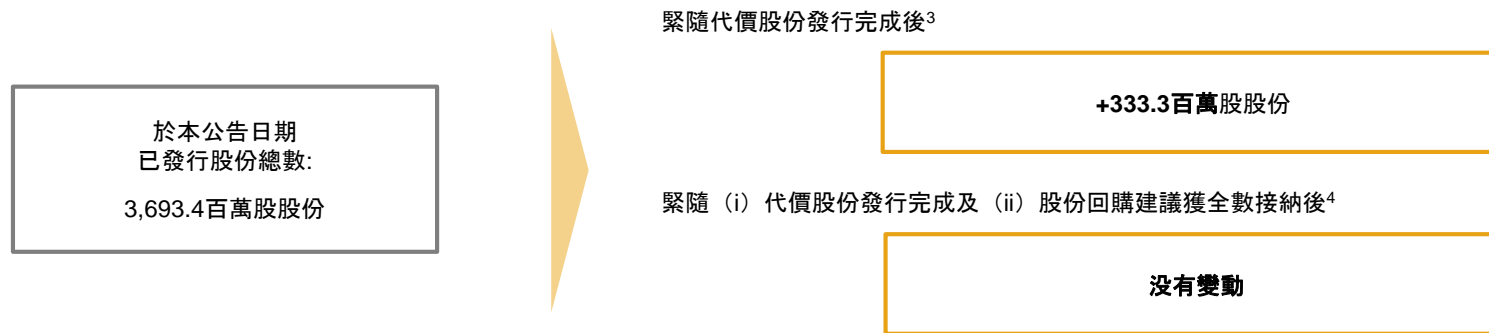 緊隨代價股份發行完成後³
+333.3百萬股股份
於本公告日期
已發行股份總數:
3,693.4百萬股股份
緊隨（i）代價股份發行完成及（ii）股份回購建議獲全數接納後⁴
没有變動